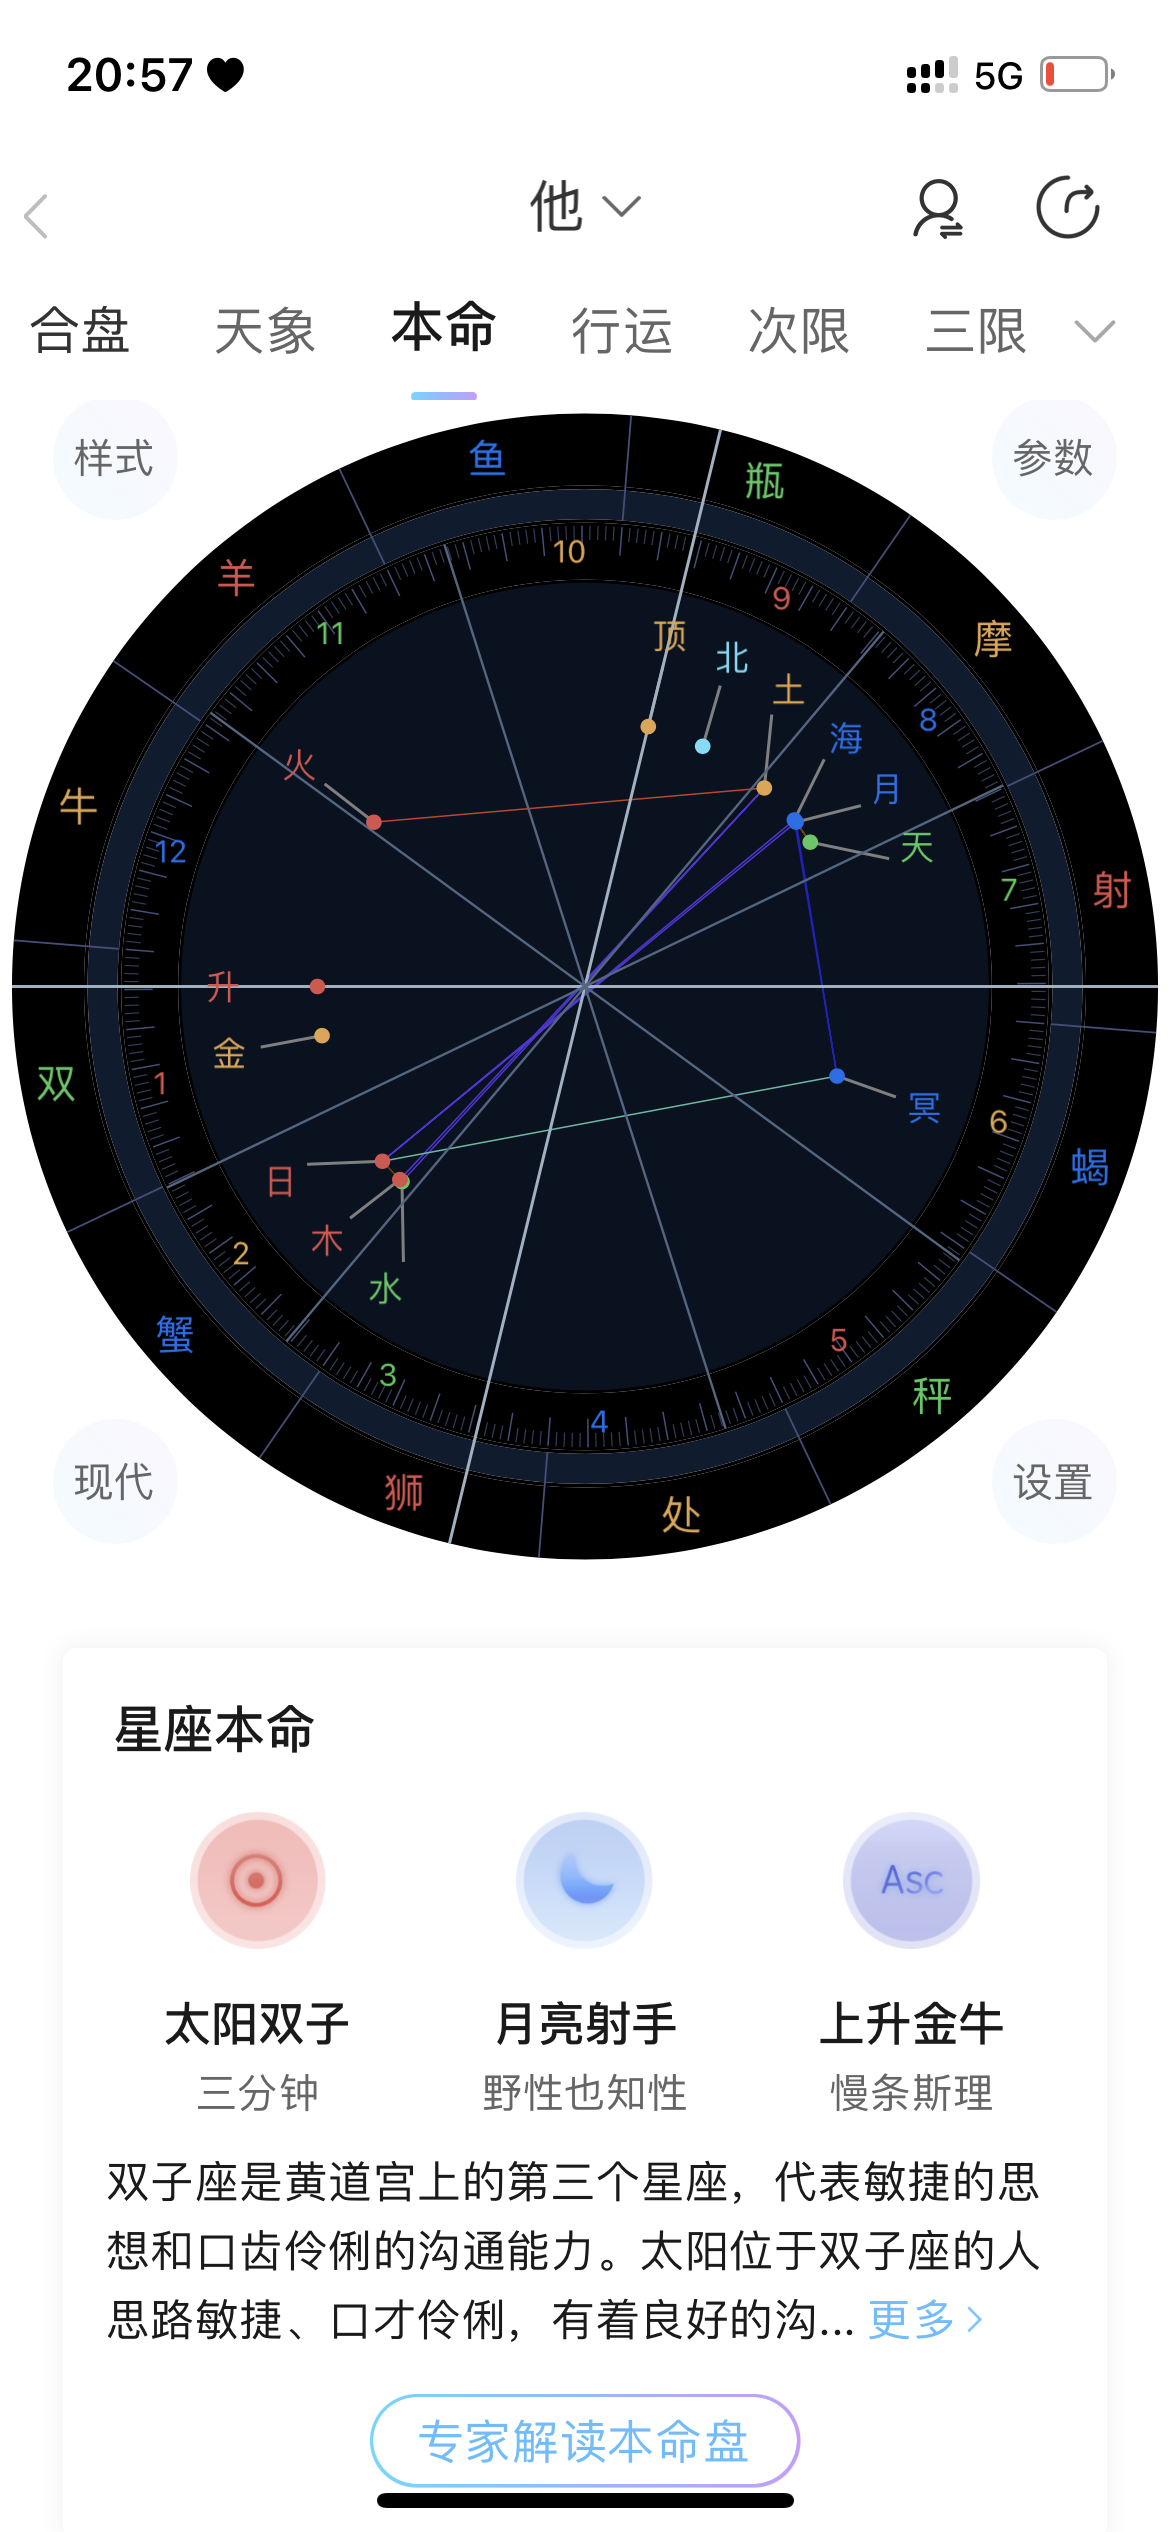 20:57
5G
他
合盘 天象 本命 行运 次限 三限
样式
参数
鱼
瓶
羊
摩
牛
射
双
蝎
蟹
秤
狮
处
10
9
11
8
12
7
1
6
2
5
3
4
顶
北
土
海
月
天
火
升
金
冥
日
木
水
现代
设置
星座本命
Asc
太阳双子 月亮射手 上升金牛
三分钟 野性也知性 慢条斯理
双子座是黄道宫上的第三个星座，代表敏捷的思
想和口齿伶俐的沟通能力。太阳位于双子座的人
思路敏捷、口才伶俐，有着良好的沟... 更多
专家解读本命盘